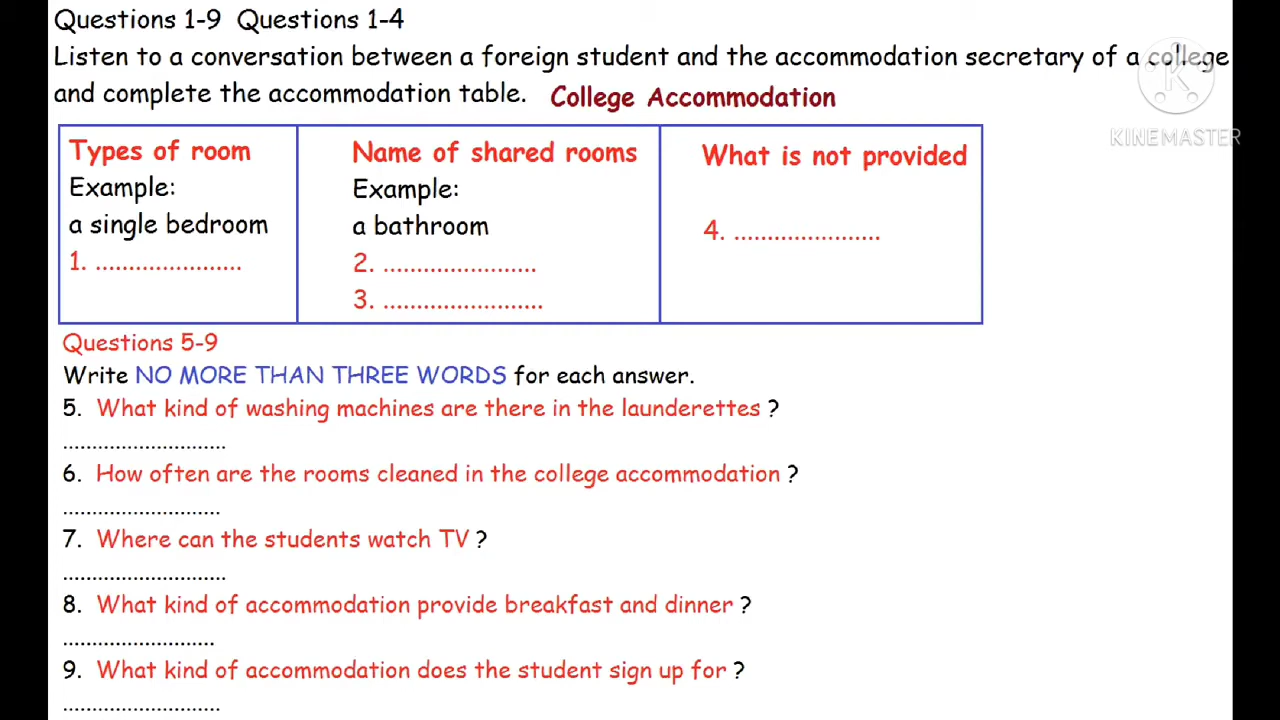 Questions 1-9 Questions 1-4
Listen to a conversation between a foreign student and the accommodation secretary of a college
and complete the accommodation table. College Accommodation
KINEMASTER
Types of room
Example:
a single bedroom
1. ......................
Name of shared rooms
Example:
a bathroom
2. .......................
3. ........................
What is not provided
4. ......................
Questions 5-9
Write NO MORE THAN THREE WORDS for each answer.
5. What kind of washing machines are there in the launderettes ?
............................
6. How often are the rooms cleaned in the college accommodation ?
...........................
7. Where can the students watch TV ?
............................
8. What kind of accommodation provide breakfast and dinner ?
..........................
9. What kind of accommodation does the student sign up for ?
...........................